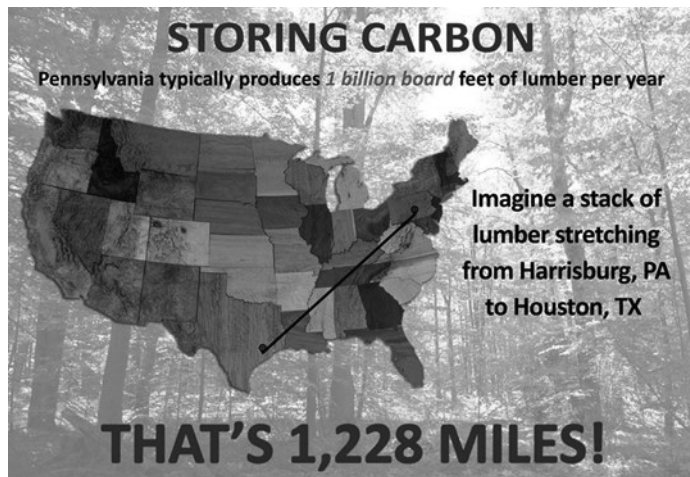 STORING CARBON
Pennsylvania typically produces 1 billion board feet of lumber per year
Imagine a stack of
lumber stretching
from Harrisburg, PA
to Houston, TX
THAT'S 1,228 MILES!